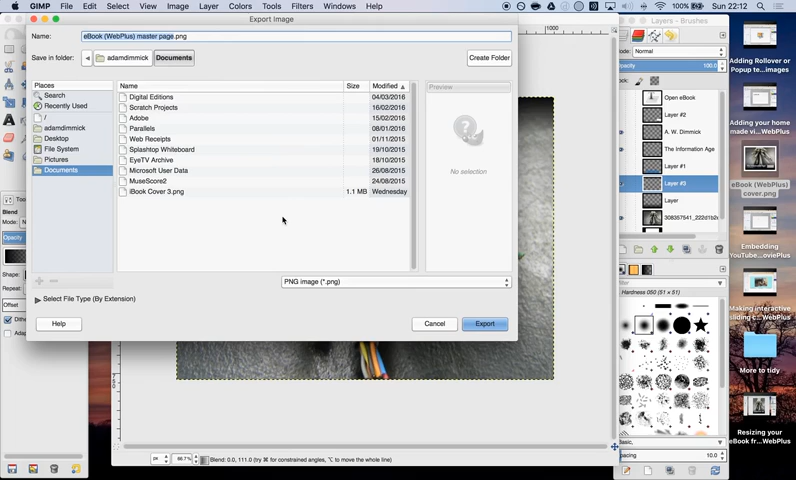 GIMP File Edit Select View Image Layer Colors Tools Filters Windows Help 100% Sun 22:12
Export Image
Layers - Brushes
Name: eBook (WebPlus) master page.png
Save in folder: adamdimmick Documents Create Folder
Mode: Normal
Opacity 100.0
Lock:
Places
Search
Recently Used
/
adamdimmick
Desktop
File System
Pictures
Documents
Name Size Modified
Digital Editions 04/03/2016
Scratch Projects 16/02/2016
Adobe 15/02/2016
Parallels 08/01/2016
Web Receipts 01/11/2015
Splashtop Whiteboard 19/10/2015
EyeTV Archive 18/10/2015
Microsoft User Data 26/08/2015
MuseScore2 24/08/2015
iBook Cover 3.png 1.1 MB Wednesday
Preview
No selection
PNG image (*.png)
Select File Type (By Extension)
Help Cancel Export
1000
Open eBook
Layer #2
A. W. Dimmick
The Information Age
Layer #1
Layer #3
Layer
Filter
Hardness 050 (51 × 51)
Basic,
Spacing 10.0
Blend
Opacity
Shape:
Repeat:
Offset
px 66.7% Blend: 0.0, 111.0 (try ⌘ for constrained angles, ⌥ to move the whole line)
Adding Rollover or
Popup te...images
Adding your home
made vi...WebPlus
eBook (WebPlus)
cover.png
Embedding
YouTube...oviePlus
Making interactive
sliding c...WebPlus
More to tidy
Resizing your
eBook fr...WebPlus